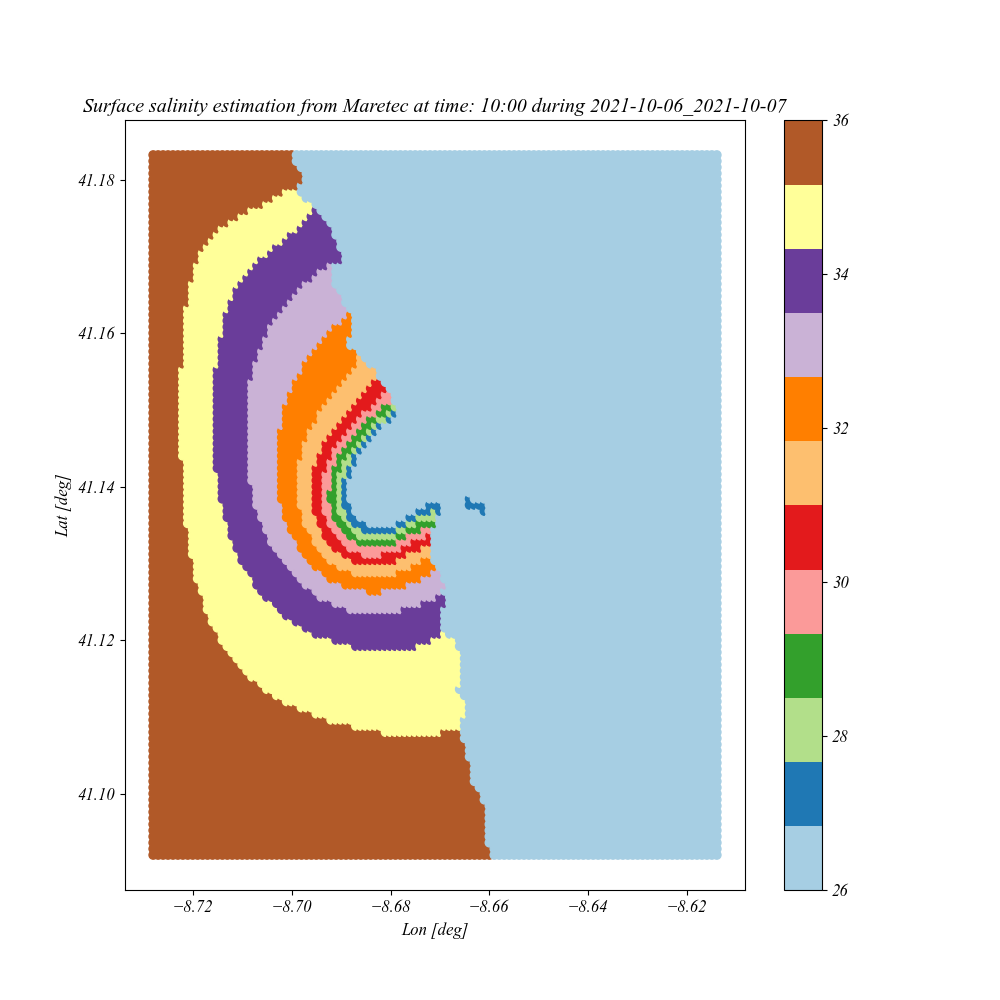 Surface salinity estimation from Maretec at time: 10:00 during 2021-10-06_2021-10-07
41.18
41.16
41.14
41.12
41.10
Lat [deg]
−8.72 −8.70 −8.68 −8.66 −8.64 −8.62
Lon [deg]
36
34
32
30
28
26